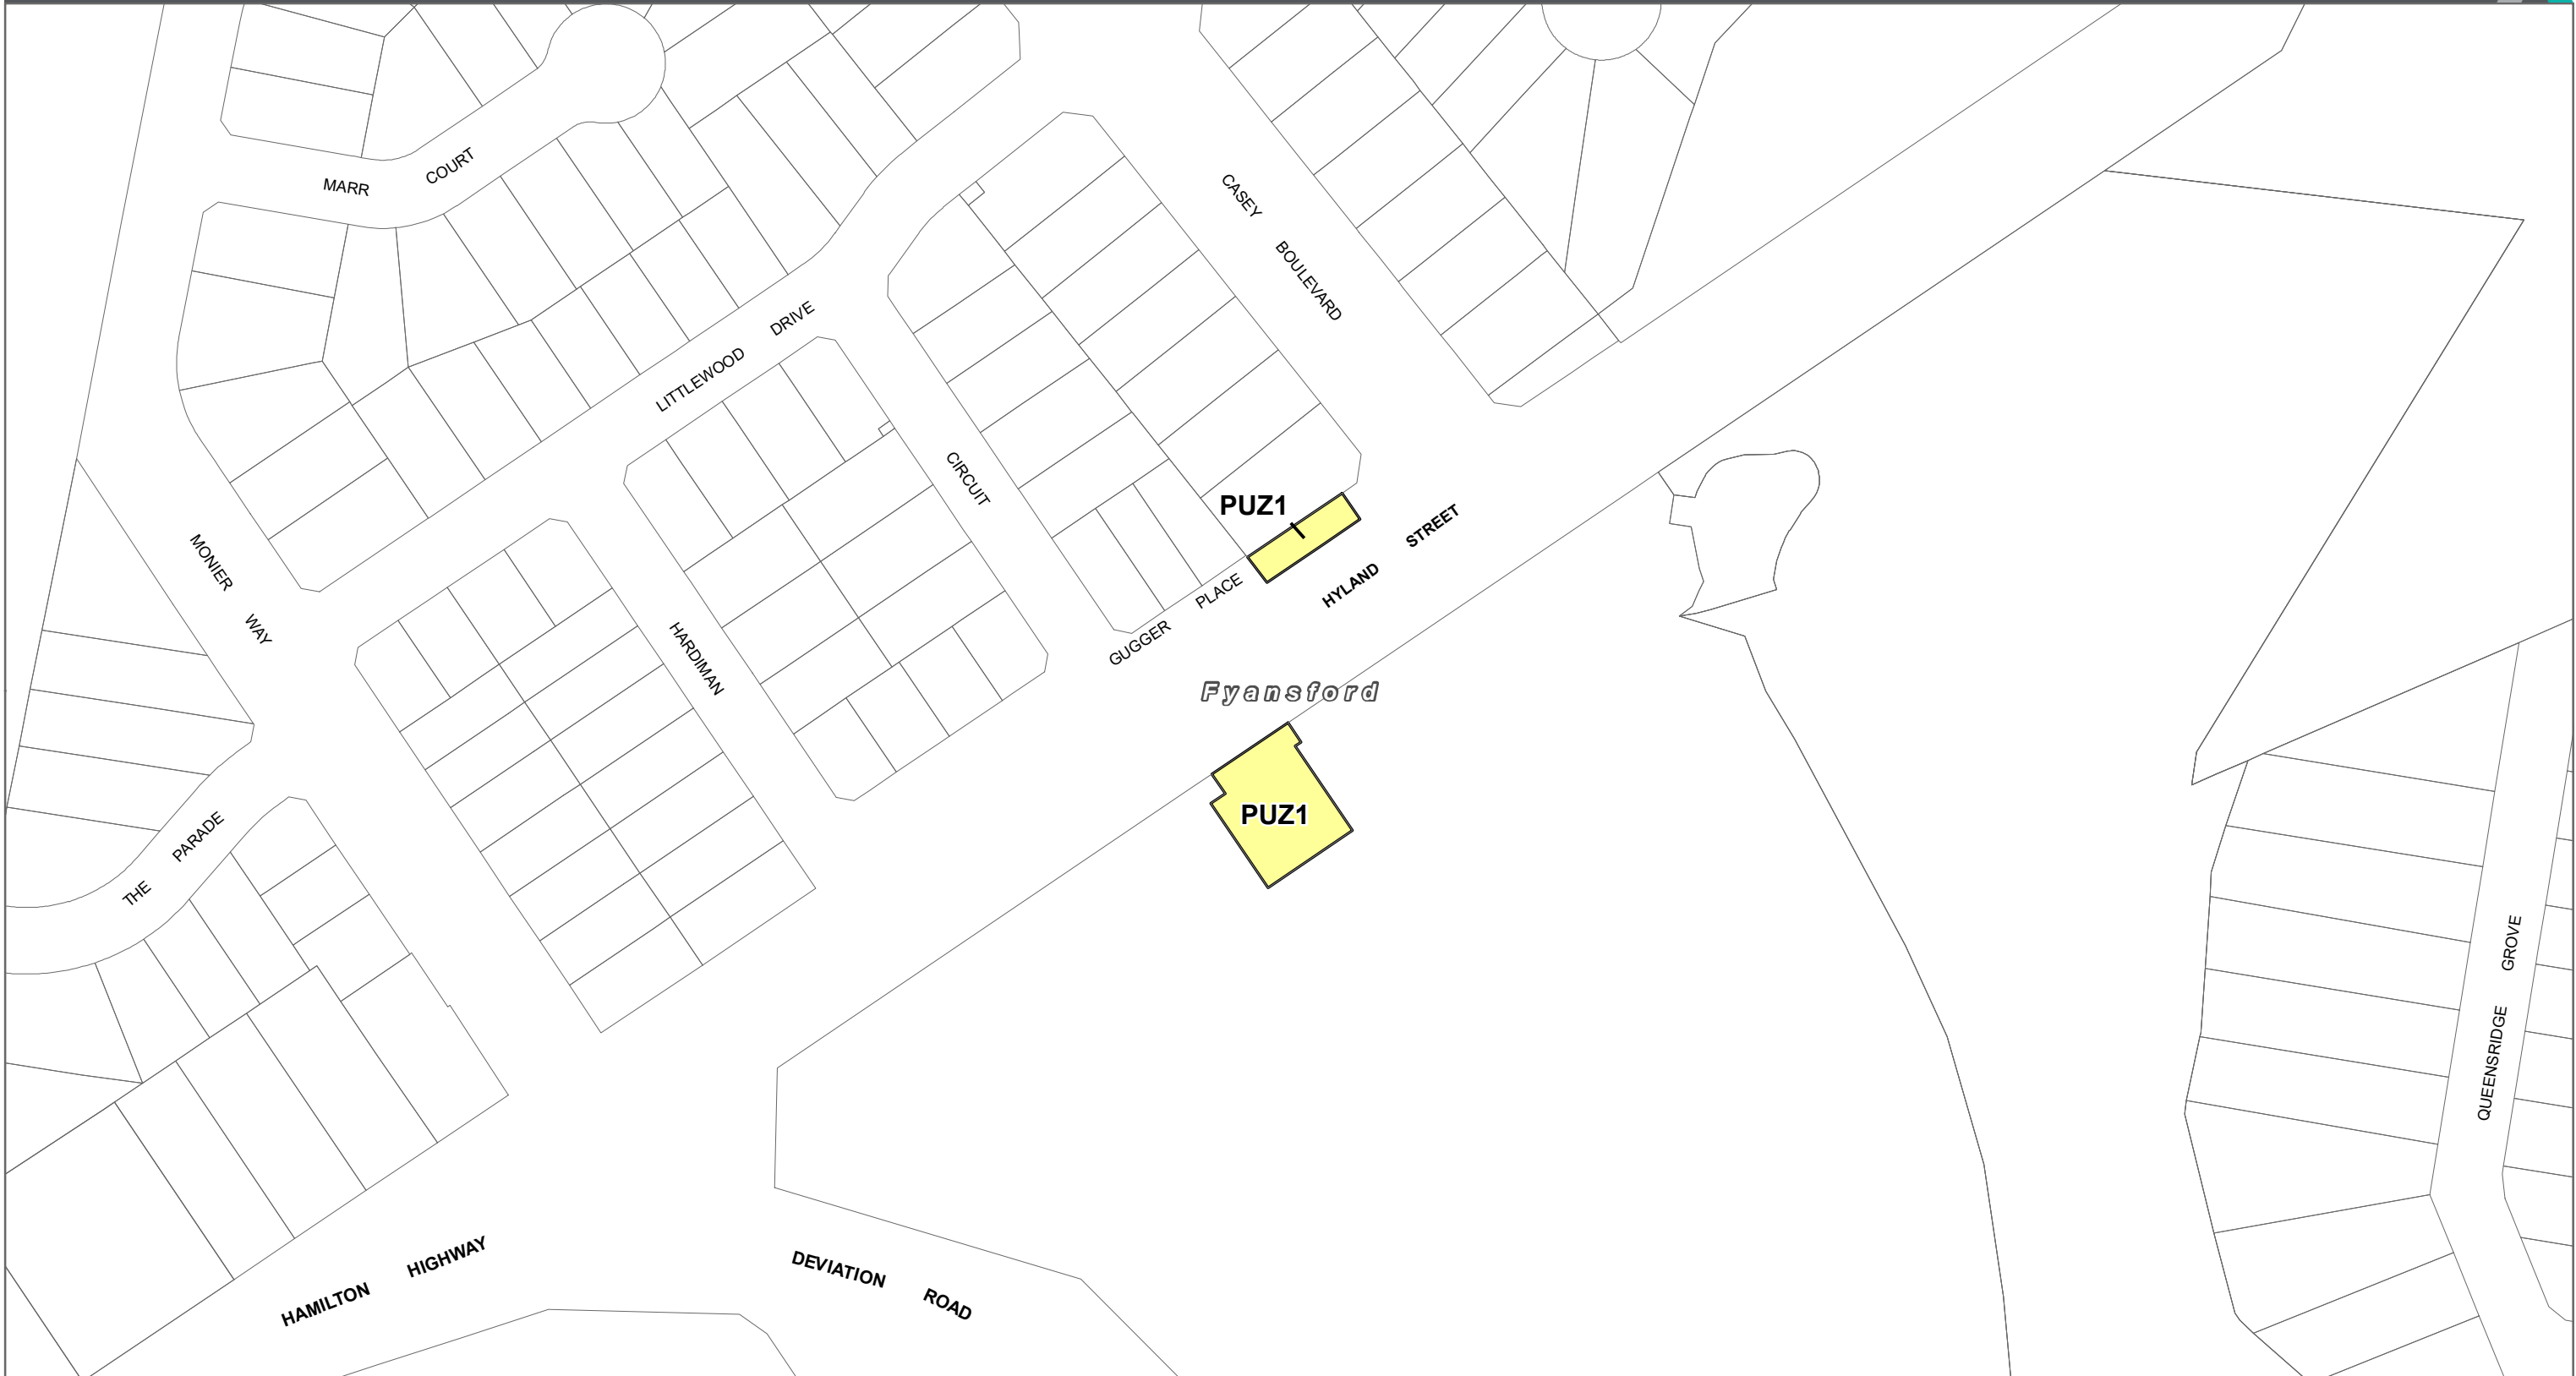 MARR COURT
CASEY BOULEVARD
LITTLEWOOD DRIVE
CIRCUIT
PUZ1
HYLAND STREET
MONIER WAY
GUGGER PLACE
HARDIMAN
Fyansford
PUZ1
THE PARADE
QUEENSRIDGE GROVE
HAMILTON HIGHWAY
DEVIATION ROAD